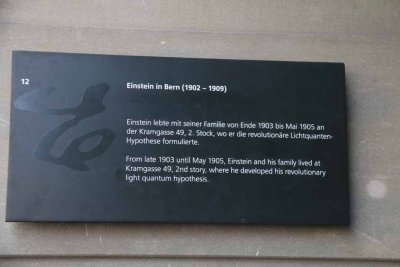 12
Einstein in Bern (1902 – 1909)
Einstein lebte mit seiner Familie von Ende 1903 bis Mai 1905 an
der Kramgasse 49, 2. Stock, wo er die revolutionäre Lichtquanten-
Hypothese formulierte.
From late 1903 until May 1905, Einstein and his family lived at
Kramgasse 49, 2nd story, where he developed his revolutionary
light quantum hypothesis.